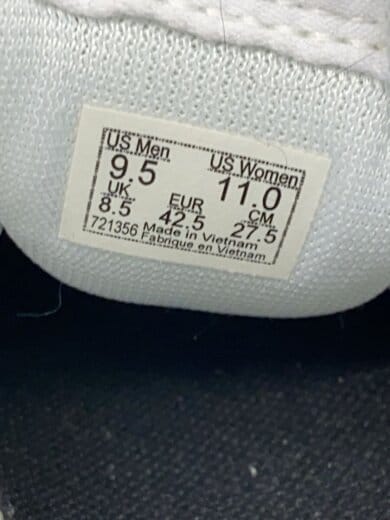 US Men US Women
9.5 11.0
UK EUR CM
8.5 42.5 27.5
721356 Made in Vietnam
Fabrique en Vietnam